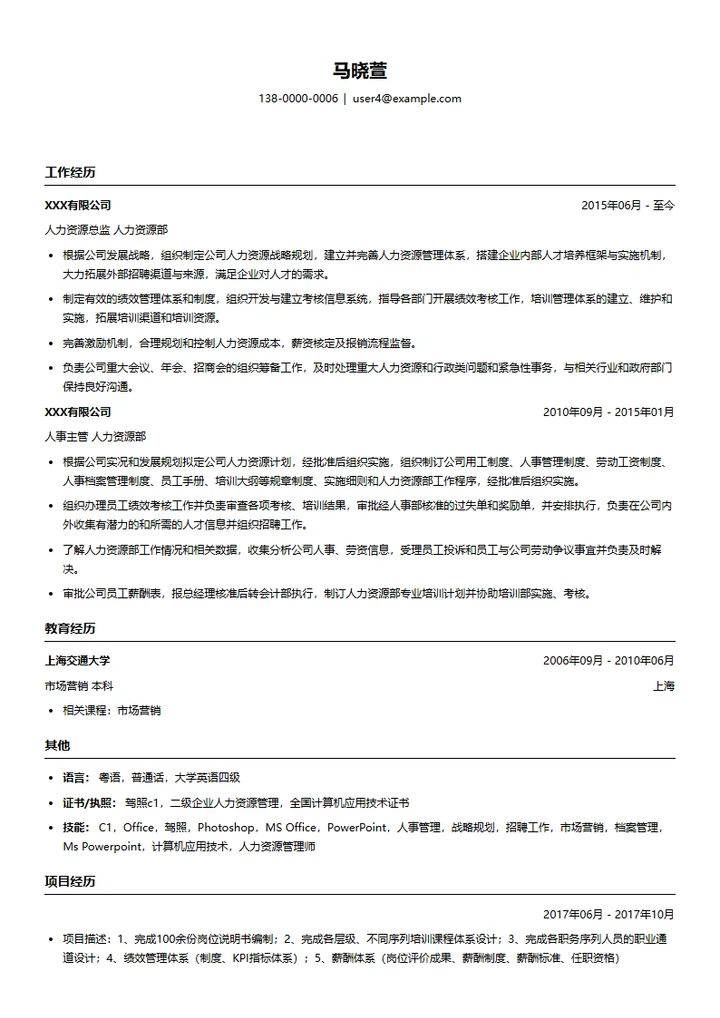 马晓萱
138-0000-0006 | user4@example.com
工作经历
XXX有限公司 2015年06月 - 至今
人力资源总监 人力资源部
• 根据公司发展战略，组织制定公司人力资源战略规划，建立并完善人力资源管理体系，搭建企业内部人才培养框架与实施机制，
大力拓展外部招聘渠道与来源，满足企业对人才的需求。
• 制定有效的绩效管理体系和制度，组织开发与建立考核信息系统，指导各部门开展绩效考核工作，培训管理体系的建立、维护和
实施，拓展培训渠道和培训资源。
• 完善激励机制，合理规划和控制人力资源成本，薪资核定及报销流程监督。
• 负责公司重大会议、年会、招商会的组织筹备工作，及时处理重大人力资源和行政类问题和紧急性事务，与相关行业和政府部门
保持良好沟通。
XXX有限公司 2010年09月 - 2015年01月
人事主管 人力资源部
• 根据公司实况和发展规划拟定公司人力资源计划，经批准后组织实施，组织制订公司用工制度、人事管理制度、劳动工资制度、
人事档案管理制度、员工手册、培训大纲等规章制度、实施细则和人力资源部工作程序，经批准后组织实施。
• 组织办理员工绩效考核工作并负责审查各项考核、培训结果，审批经人事部核准的过失单和奖励单，并安排执行，负责在公司内
外收集有潜力的和所需的人才信息并组织招聘工作。
• 了解人力资源部工作情况和相关数据，收集分析公司人事、劳资信息，受理员工投诉和员工与公司劳动争议事宜并负责及时解
决。
• 审批公司员工薪酬表，报总经理核准后转会计部执行，制订人力资源部专业培训计划并协助培训部实施、考核。
教育经历
上海交通大学 2006年09月 - 2010年06月
市场营销 本科 上海
• 相关课程：市场营销
其他
• 语言： 粤语，普通话，大学英语四级
• 证书/执照： 驾照c1，二级企业人力资源管理，全国计算机应用技术证书
• 技能： C1，Office，驾照，Photoshop，MS Office，PowerPoint，人事管理，战略规划，招聘工作，市场营销，档案管理，
Ms Powerpoint，计算机应用技术，人力资源管理师
项目经历
2017年06月 - 2017年10月
• 项目描述：1、完成100余份岗位说明书编制；2、完成各层级、不同序列培训课程体系设计；3、完成各职务序列人员的职业通
道设计；4、绩效管理体系（制度、KPI指标体系）；5、薪酬体系（岗位评价成果、薪酬制度、薪酬标准、任职资格）